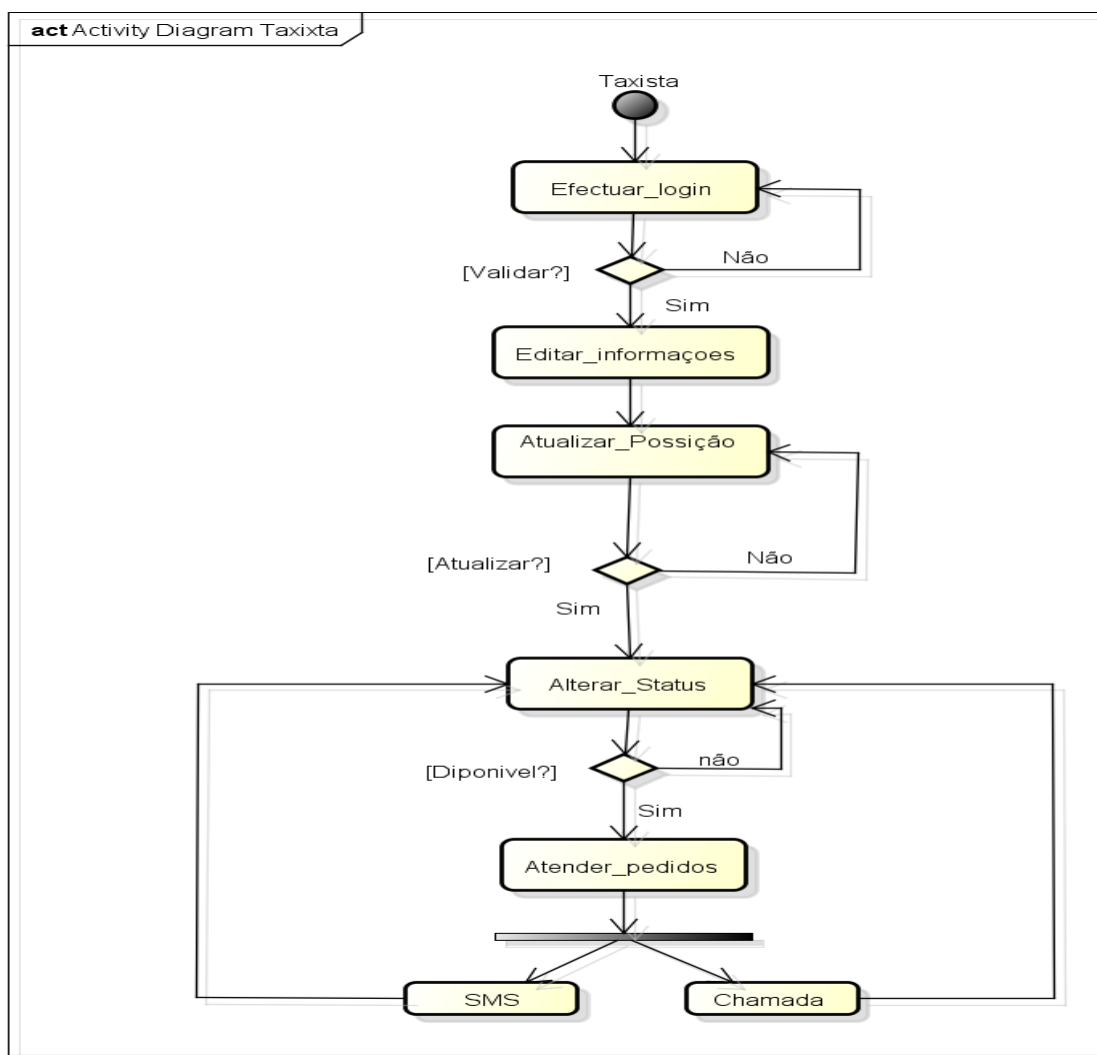 act Activity Diagram Taxixta
Taxista
Efectuar_login
Não
[Validar?]
Sim
Editar_informaçoes
Atualizar_Possição
Não
[Atualizar?]
Sim
Alterar_Status
não
[Diponivel?]
Sim
Atender_pedidos
SMS
Chamada